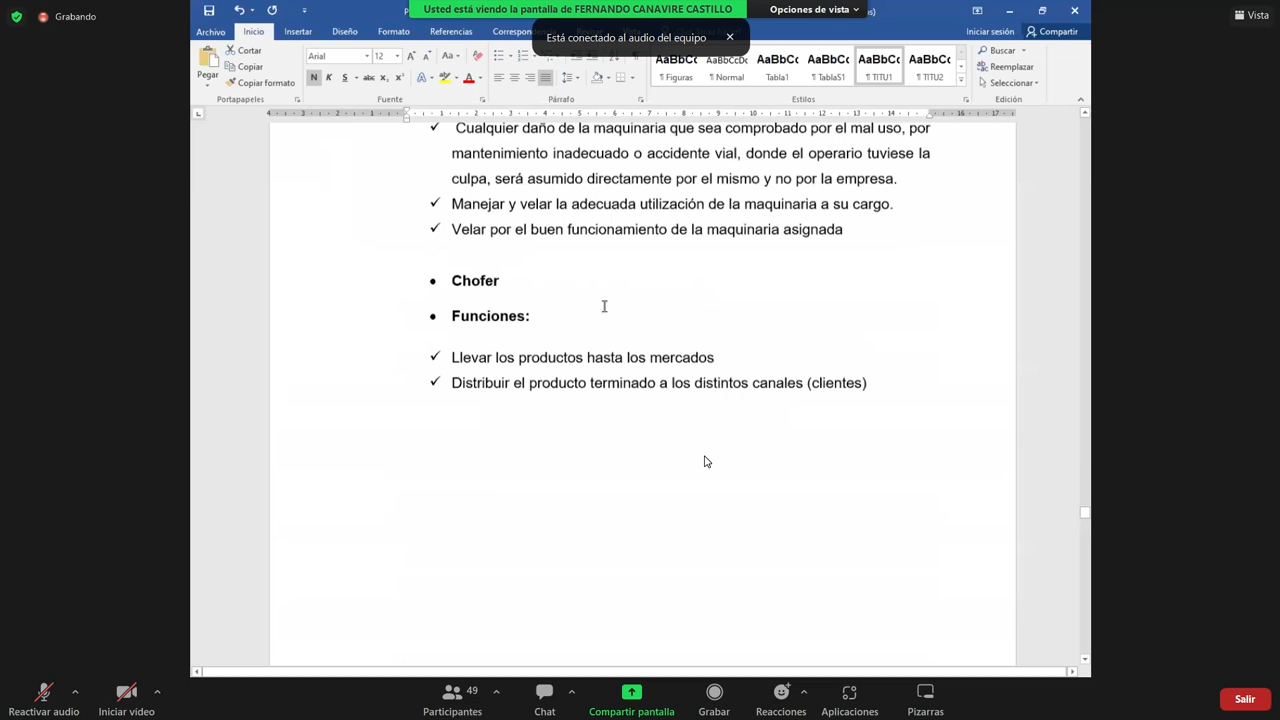 Usted está viendo la pantalla de FERNANDO CANAVIRE CASTILLO
Opciones de vista
Grabando
Vista
Está conectado al audio del equipo
Archivo Inicio Insertar Diseño Formato Referencias
Iniciar sesión Compartir
Pegar
Cortar
Copiar
Copiar formato
Portapapeles
Arial 12
Fuente
Párrafo
AaBbCc AaBbCcDc AaBbCc AaBbCc AaBbCc AaBbCc
¶ Figuras ¶ Normal Tabla1 ¶ TablaS1 ¶ TITU1 ¶ TITU2
Estilos
Buscar
Reemplazar
Seleccionar
Edición
✓ Cualquier daño de la maquinaria que sea comprobado por el mal uso, por
mantenimiento inadecuado o accidente vial, donde el operario tuviese la
culpa, será asumido directamente por el mismo y no por la empresa.
✓ Manejar y velar la adecuada utilización de la maquinaria a su cargo.
✓ Velar por el buen funcionamiento de la maquinaria asignada
• Chofer
• Funciones:
✓ Llevar los productos hasta los mercados
✓ Distribuir el producto terminado a los distintos canales (clientes)
Reactivar audio
Iniciar video
49
Participantes
Chat
Compartir pantalla
Grabar
Reacciones
Aplicaciones
Pizarras
Salir